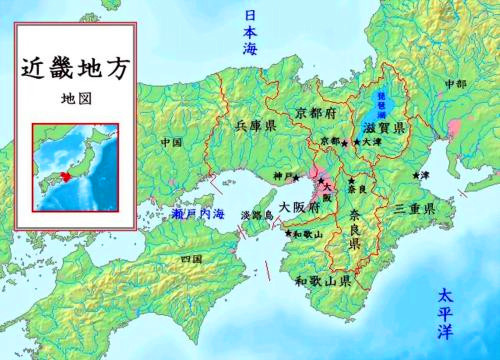 近畿地方
地図
日本海
中部
琵琶湖
京都府
兵庫県
滋賀県
京都★
★大津
中国
神戸★
★大阪
★奈良
★津
瀬戸内海
淡路島
大阪府
三重県
★和歌山
奈良県
四国
和歌山県
太平洋